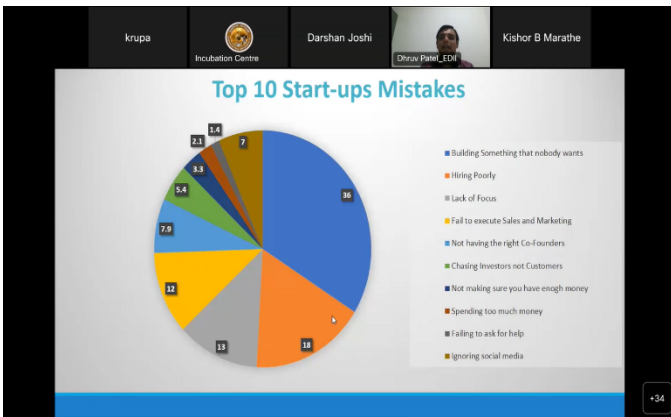 krupa
Incubation Centre
Darshan Joshi
Dhruv Patel_EDII
Kishor B Marathe
Top 10 Start-ups Mistakes
1.4
7
2.1
3.3
5.4
7.9
12
13
18
36
Building Something that nobody wants
Hiring Poorly
Lack of Focus
Fail to execute Sales and Marketing
Not having the right Co-Founders
Chasing Investors not Customers
Not making sure you have enogh money
Spending too much money
Failing to ask for help
Ignoring social media
+34